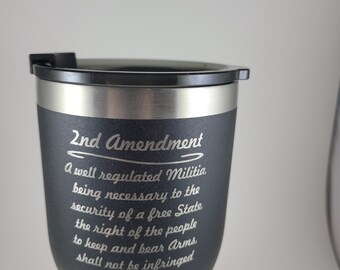 2nd Amendment
A well regulated Militia,
being necessary to the
security of a free State,
the right of the people
to keep and bear Arms,
shall not be infringed